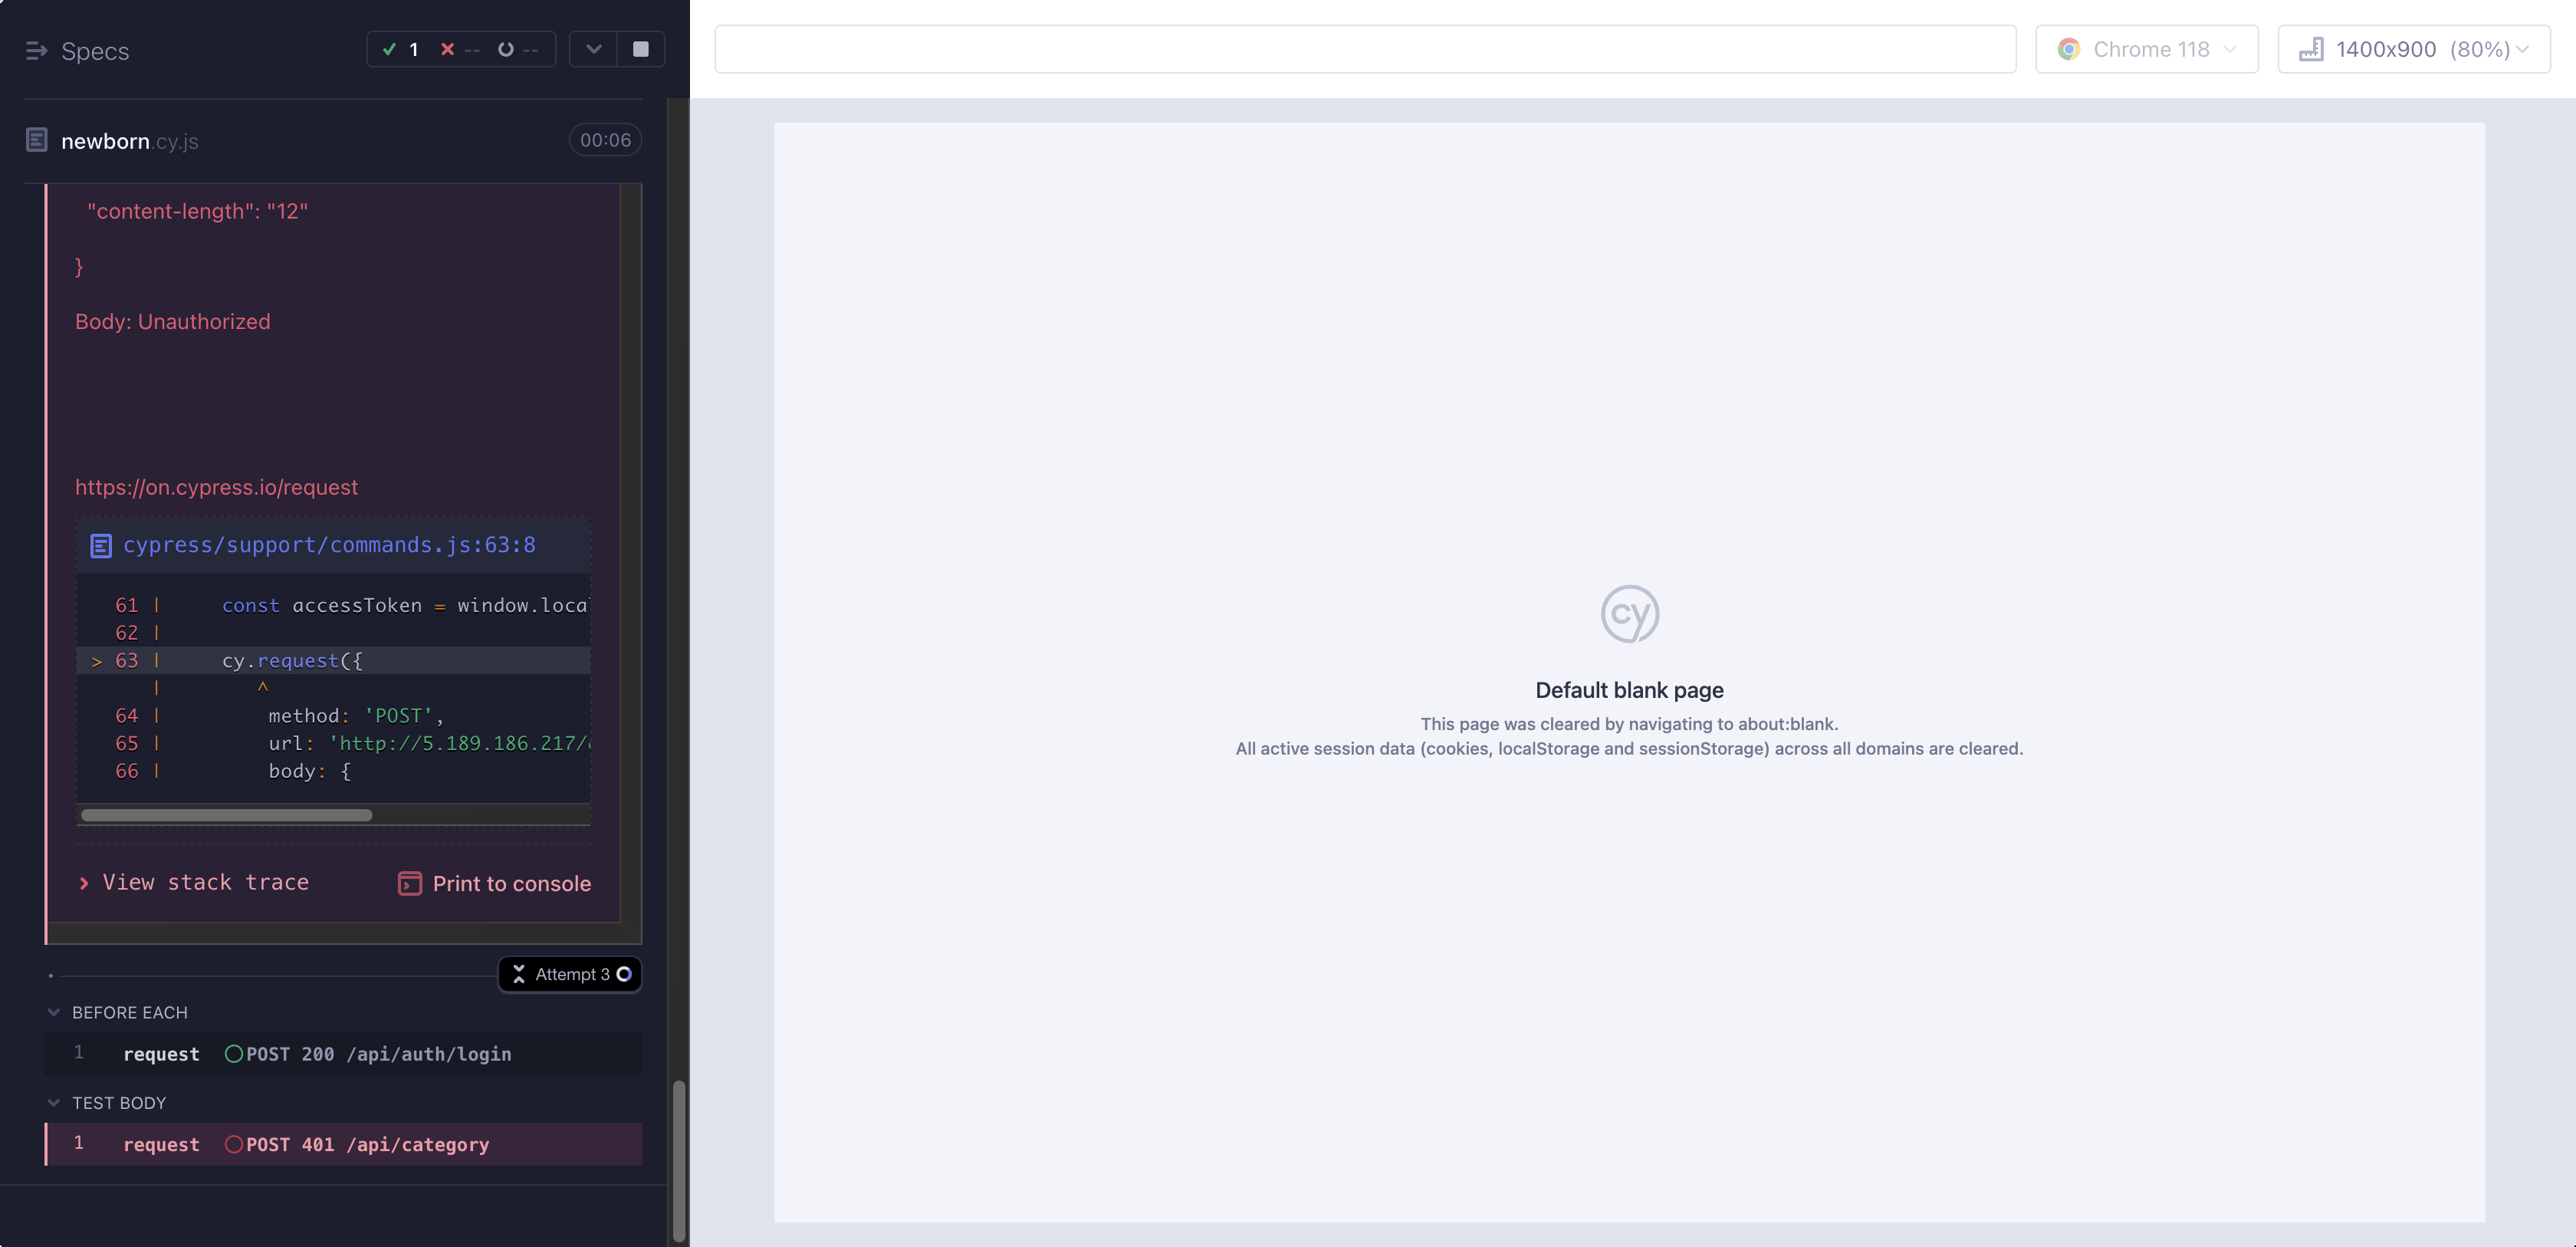 Specs
1
--
--
newborn.cy.js
00:06
"content-length": "12"
}
Body: Unauthorized
https://on.cypress.io/request
cypress/support/commands.js:63:8
61 | const accessToken = window.local
62 |
> 63 | cy.request({
| ^
64 | method: 'POST',
65 | url: 'http://5.189.186.217/
66 | body: {
View stack trace
Print to console
Attempt 3
BEFORE EACH
1 request POST 200 /api/auth/login
TEST BODY
1 request POST 401 /api/category
Chrome 118
1400x900 (80%)
cy
Default blank page
This page was cleared by navigating to about:blank.
All active session data (cookies, localStorage and sessionStorage) across all domains are cleared.